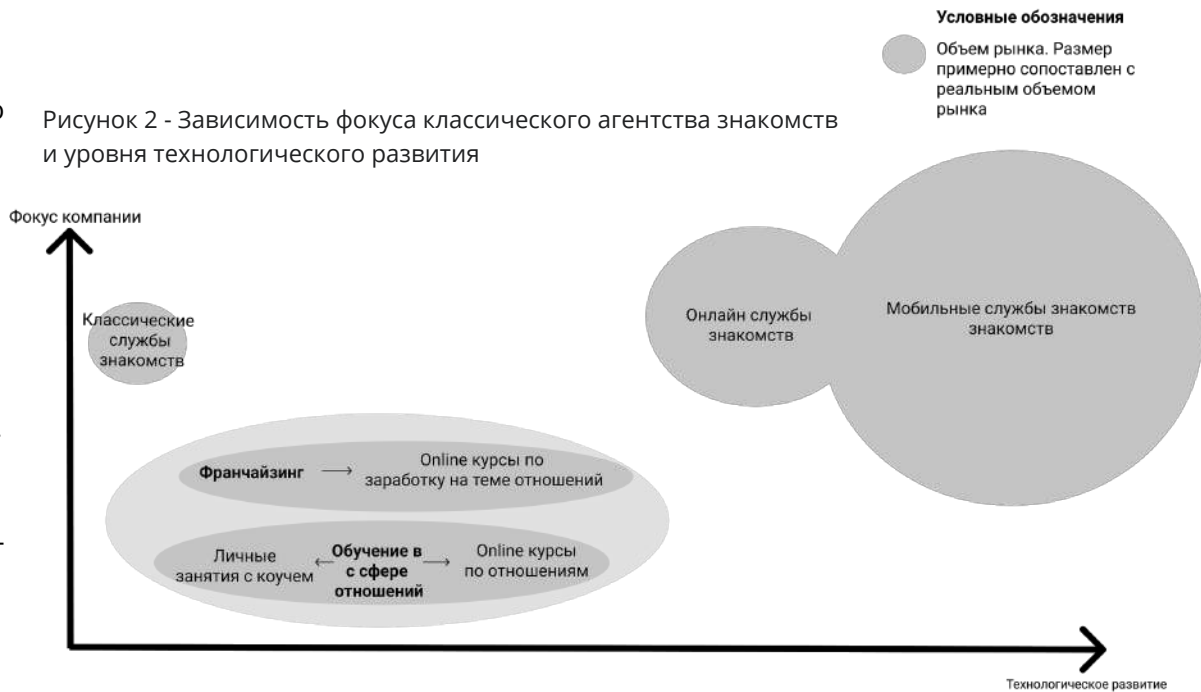 Условные обозначения
Объем рынка. Размер
примерно сопоставлен с
реальным объемом
рынка
Рисунок 2 - Зависимость фокуса классического агентства знакомств
и уровня технологического развития
Фокус компании
Классические
службы
знакомств
Онлайн службы
знакомств
Мобильные службы знакомств
знакомств
Франчайзинг →
Online курсы по
заработку на теме отношений
Личные
занятия с коучем
← Обучение в →
с сфере
отношений
Online курсы
по отношениям
Технологическое развитие